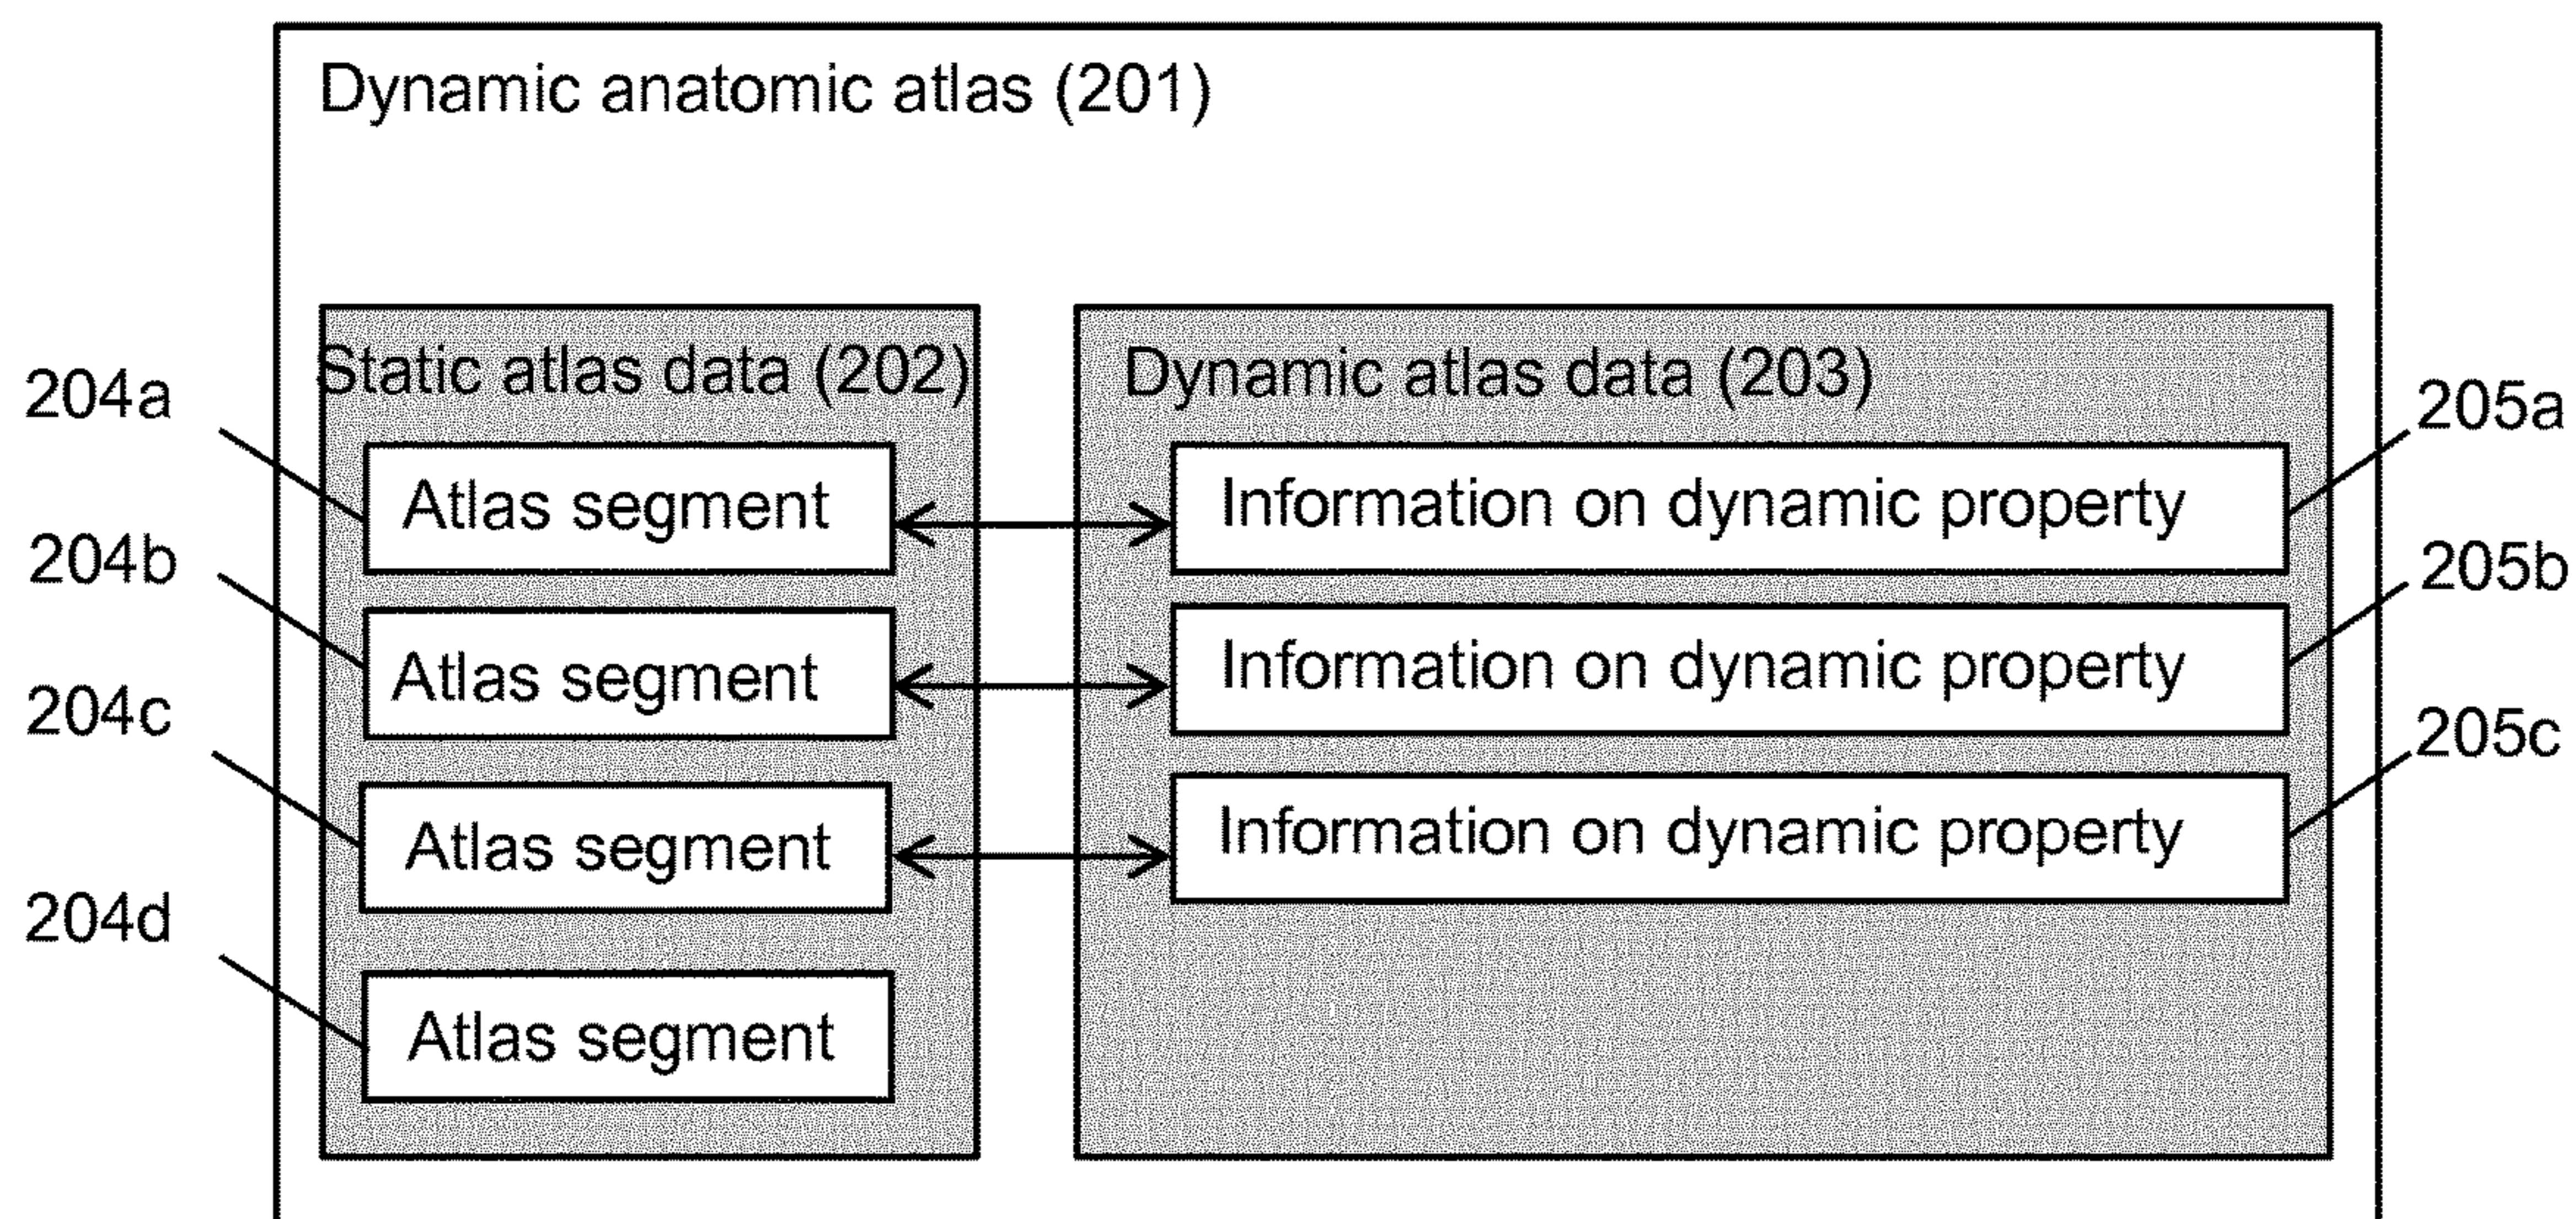 Dynamic anatomic atlas (201)
Static atlas data (202)
Dynamic atlas data (203)
204a
Atlas segment
Information on dynamic property
205a
204b
Atlas segment
Information on dynamic property
205b
204c
Atlas segment
Information on dynamic property
205c
204d
Atlas segment